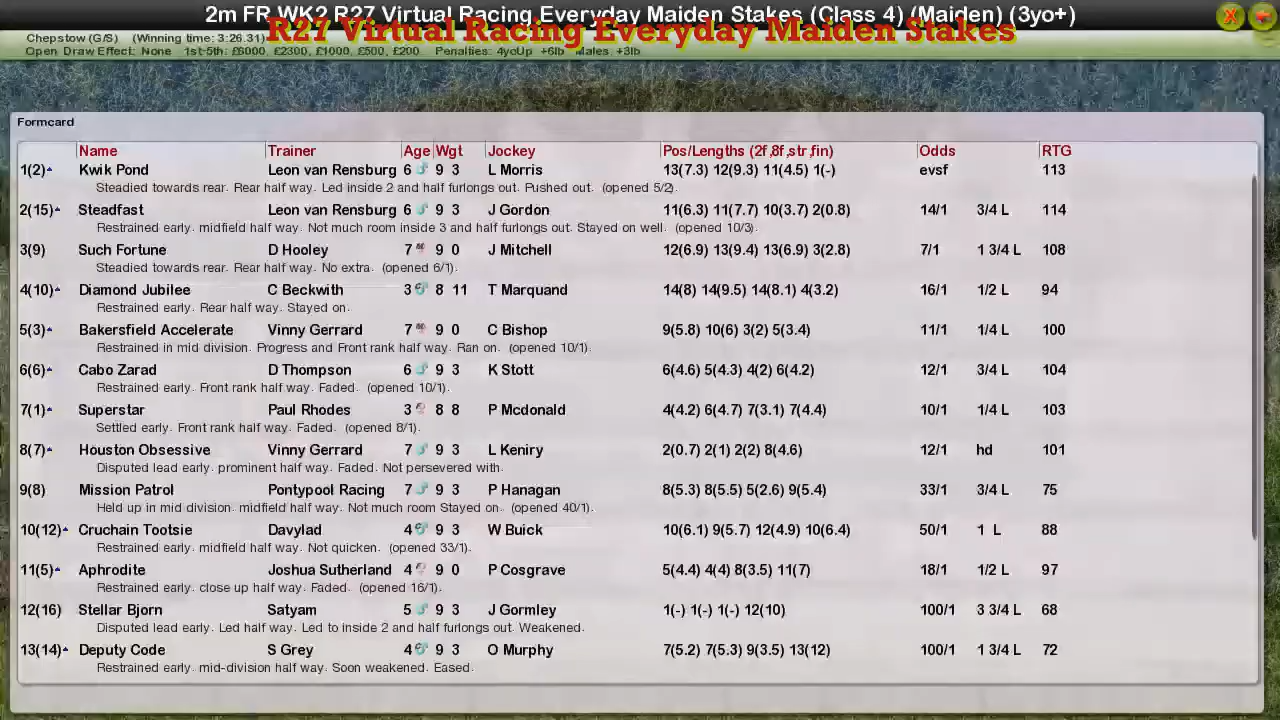 2m FR WK2 R27 Virtual Racing Everyday Maiden Stakes (Class 4) (Maiden) (3yo+)
R27 Virtual Racing Everyday Maiden Stakes
Chepstow (G/S) (Winning time: 3:26.31)
Open Draw Effect: None 1st-5th: £6000, £2300, £1000, £500, £200. Penalties: 4yoUp +6lb Males: +3lb
Formcard
Name Trainer Age Wgt Jockey Pos/Lengths (2f,8f,str,fin) Odds RTG
1(2) Kwik Pond Leon van Rensburg 6 9 3 L Morris 13(7.3) 12(9.3) 11(4.5) 1(-) evsf 113
Steadied towards rear. Rear half way. Led inside 2 and half furlongs out. Pushed out. (opened 5/2).
2(15) Steadfast Leon van Rensburg 6 9 3 J Gordon 11(6.3) 11(7.7) 10(3.7) 2(0.8) 14/1 3/4 L 114
Restrained early. midfield half way. Not much room inside 3 and half furlongs out. Stayed on well. (opened 10/3).
3(9) Such Fortune D Hooley 7 9 0 J Mitchell 12(6.9) 13(9.4) 13(6.9) 3(2.8) 7/1 1 3/4 L 108
Steadied towards rear. Rear half way. No extra. (opened 6/1).
4(10) Diamond Jubilee C Beckwith 3 8 11 T Marquand 14(8) 14(9.5) 14(8.1) 4(3.2) 16/1 1/2 L 94
Restrained early. Rear half way. Stayed on.
5(3) Bakersfield Accelerate Vinny Gerrard 7 9 0 C Bishop 9(5.8) 10(6) 3(2) 5(3.4) 11/1 1/4 L 100
Restrained in mid division. Progress and Front rank half way. Ran on. (opened 10/1).
6(6) Cabo Zarad D Thompson 6 9 3 K Stott 6(4.6) 5(4.3) 4(2) 6(4.2) 12/1 3/4 L 104
Restrained early. Front rank half way. Faded. (opened 10/1).
7(1) Superstar Paul Rhodes 3 8 8 P Mcdonald 4(4.2) 6(4.7) 7(3.1) 7(4.4) 10/1 1/4 L 103
Settled early. Front rank half way. Faded. (opened 8/1).
8(7) Houston Obsessive Vinny Gerrard 7 9 3 L Keniry 2(0.7) 2(1) 2(2) 8(4.6) 12/1 hd 101
Disputed lead early. prominent half way. Faded. Not persevered with.
9(8) Mission Patrol Pontypool Racing 7 9 3 P Hanagan 8(5.3) 8(5.5) 5(2.6) 9(5.4) 33/1 3/4 L 75
Held up in mid division. midfield half way. Not much room Stayed on. (opened 40/1).
10(12) Cruchain Tootsie Davylad 4 9 3 W Buick 10(6.1) 9(5.7) 12(4.9) 10(6.4) 50/1 1 L 88
Restrained early. midfield half way. Not quicken. (opened 33/1).
11(5) Aphrodite Joshua Sutherland 4 9 0 P Cosgrave 5(4.4) 4(4) 8(3.5) 11(7) 18/1 1/2 L 97
Restrained early. close up half way. Faded. (opened 16/1).
12(16) Stellar Bjorn Satyam 5 9 3 J Gormley 1(-) 1(-) 1(-) 12(10) 100/1 3 3/4 L 68
Disputed lead early. Led half way. Led to inside 2 and half furlongs out. Weakened.
13(14) Deputy Code S Grey 4 9 3 O Murphy 7(5.2) 7(5.3) 9(3.5) 13(12) 100/1 1 3/4 L 72
Restrained early. mid-division half way. Soon weakened. Eased.